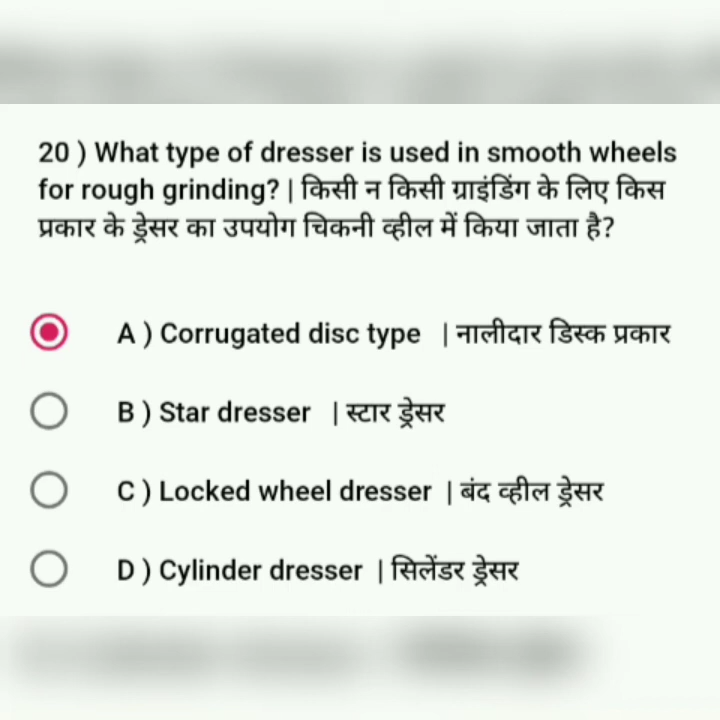 20 ) What type of dresser is used in smooth wheels
for rough grinding? | किसी न किसी ग्राइंडिंग के लिए किस
प्रकार के ड्रेसर का उपयोग चिकनी व्हील में किया जाता है?
A ) Corrugated disc type | नालीदार डिस्क प्रकार
B ) Star dresser | स्टार ड्रेसर
C ) Locked wheel dresser | बंद व्हील ड्रेसर
D ) Cylinder dresser | सिलेंडर ड्रेसर